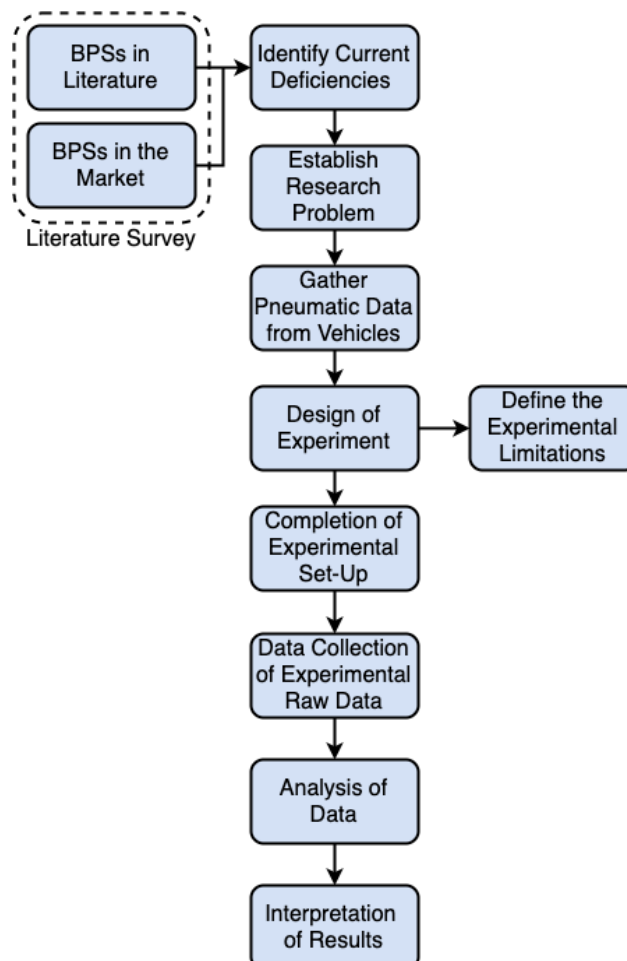 BPSs in
Literature
BPSs in the
Market
Literature Survey
Identify Current
Deficiencies
Establish
Research
Problem
Gather
Pneumatic Data
from Vehicles
Design of
Experiment
Define the
Experimental
Limitations
Completion of
Experimental
Set-Up
Data Collection
of Experimental
Raw Data
Analysis of
Data
Interpretation
of Results